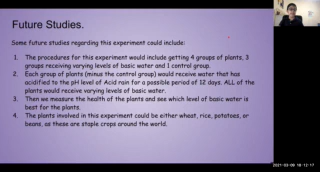 Future Studies.
Some future studies regarding this experiment could include:
1. The procedures for this experiment would include getting 4 groups of plants, 3
groups receiving varying levels of basic water and 1 control group.
2. Each group of plants (minus the control group) would receive water that has
acidified to the pH level of Acid rain for a possible period of 12 days. ALL of the
plants would receive varying levels of basic water.
3. Then we measure the health of the plants and see which level of basic water is
best for the plants.
4. The plants involved in this experiment could be either wheat, rice, potatoes, or
beans, as these are staple crops around the world.